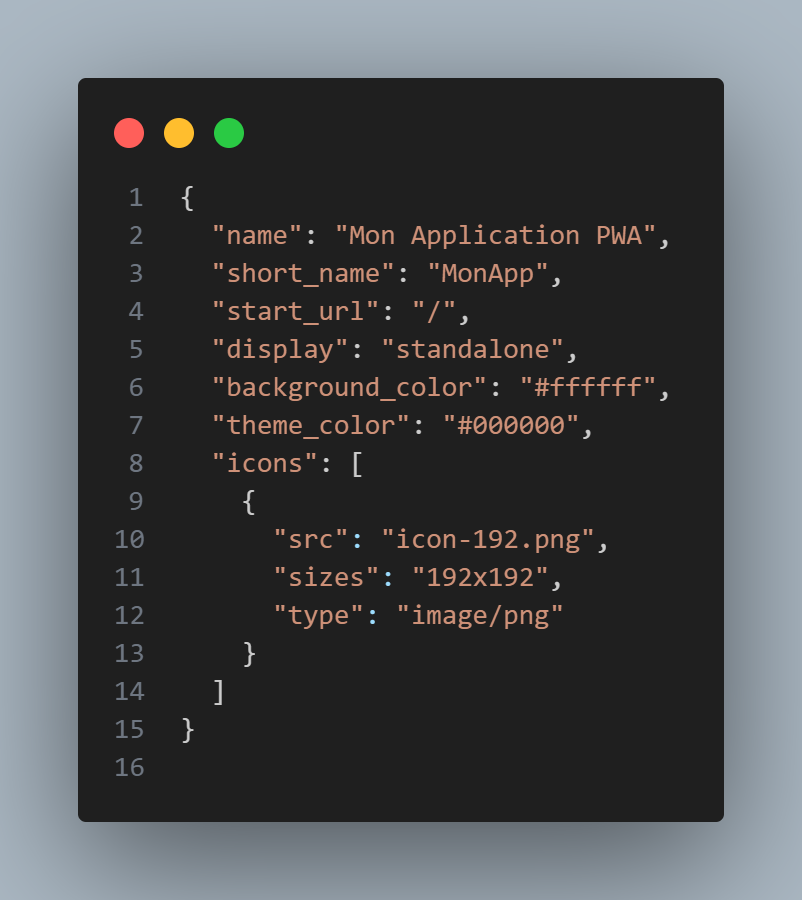 1 {
2   "name": "Mon Application PWA",
3   "short_name": "MonApp",
4   "start_url": "/",
5   "display": "standalone",
6   "background_color": "#ffffff",
7   "theme_color": "#000000",
8   "icons": [
9     {
10       "src": "icon-192.png",
11       "sizes": "192x192",
12       "type": "image/png"
13     }
14   ]
15 }
16